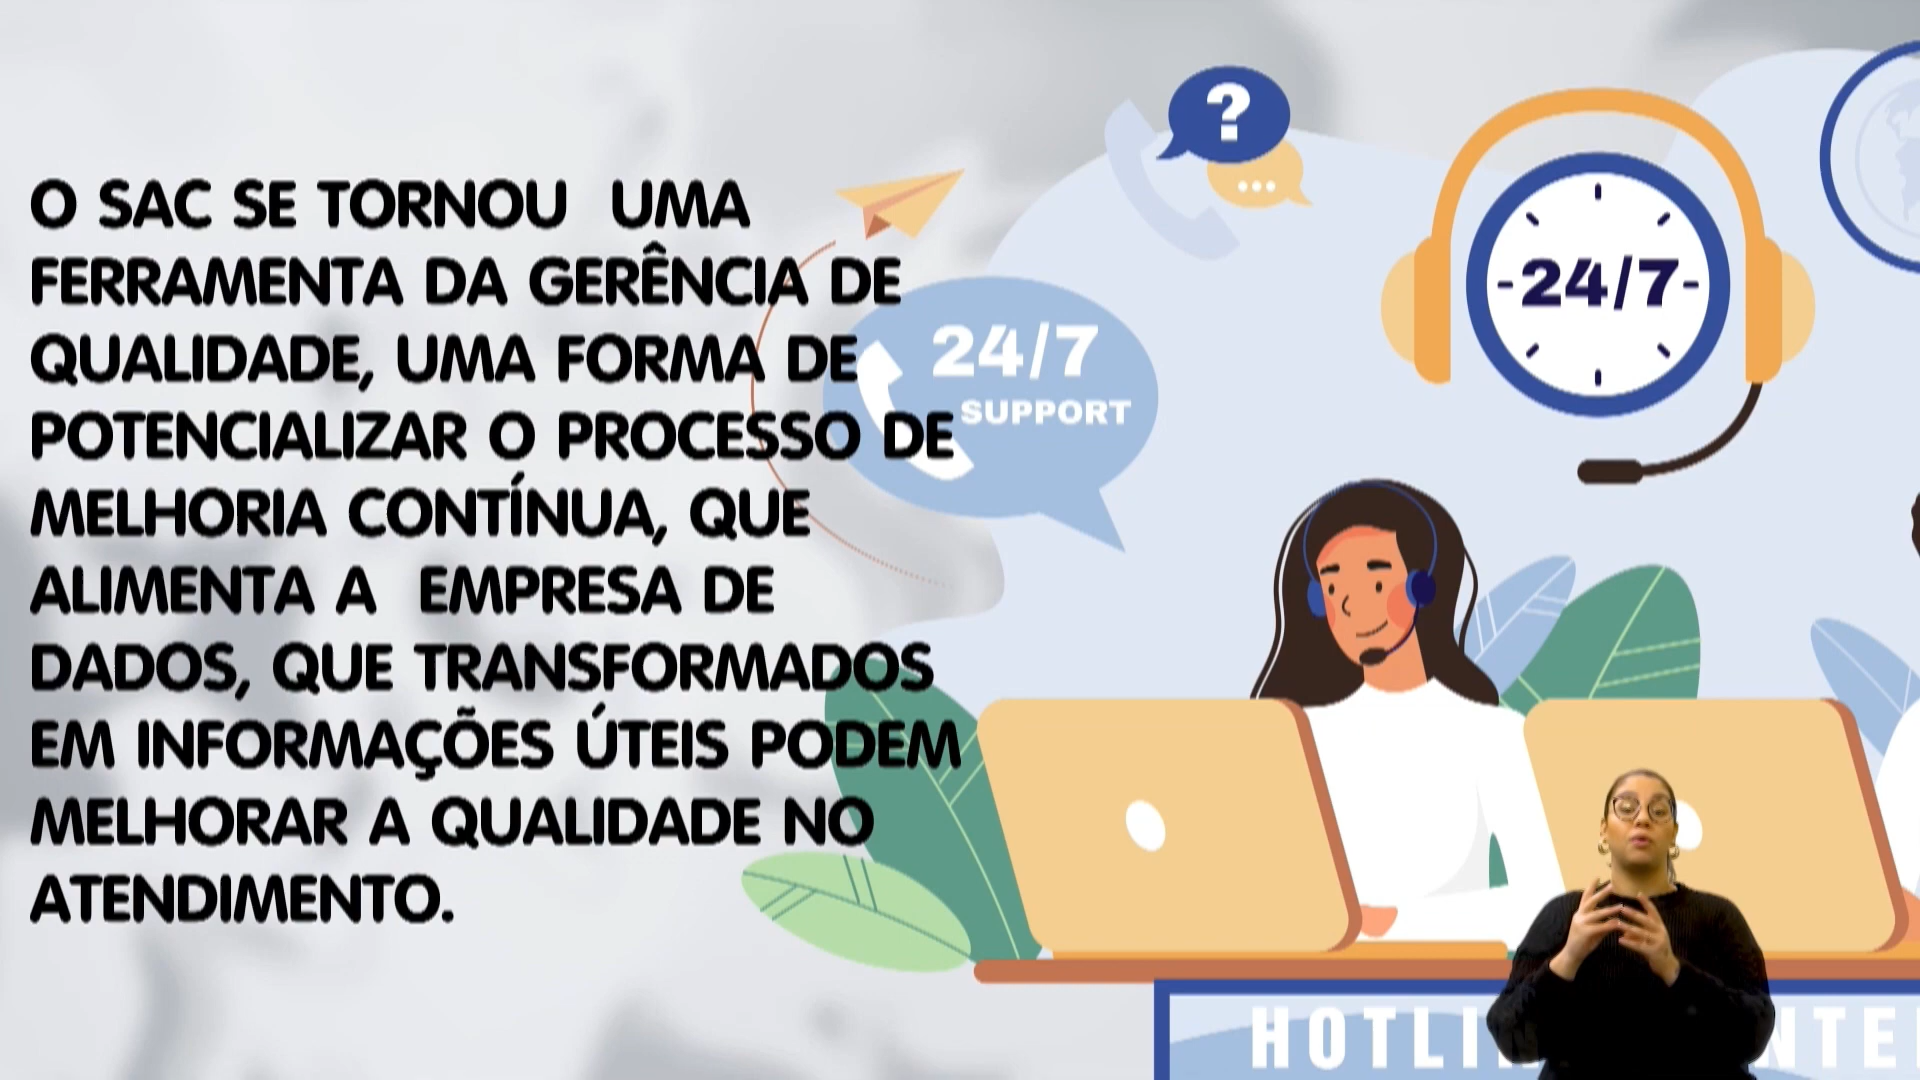 O SAC SE TORNOU UMA
FERRAMENTA DA GERÊNCIA DE
QUALIDADE, UMA FORMA DE
POTENCIALIZAR O PROCESSO DE
MELHORIA CONTÍNUA, QUE
ALIMENTA A EMPRESA DE
DADOS, QUE TRANSFORMADOS
EM INFORMAÇÕES ÚTEIS PODEM
MELHORAR A QUALIDADE NO
ATENDIMENTO.
?
24/7
SUPPORT
-24/7-